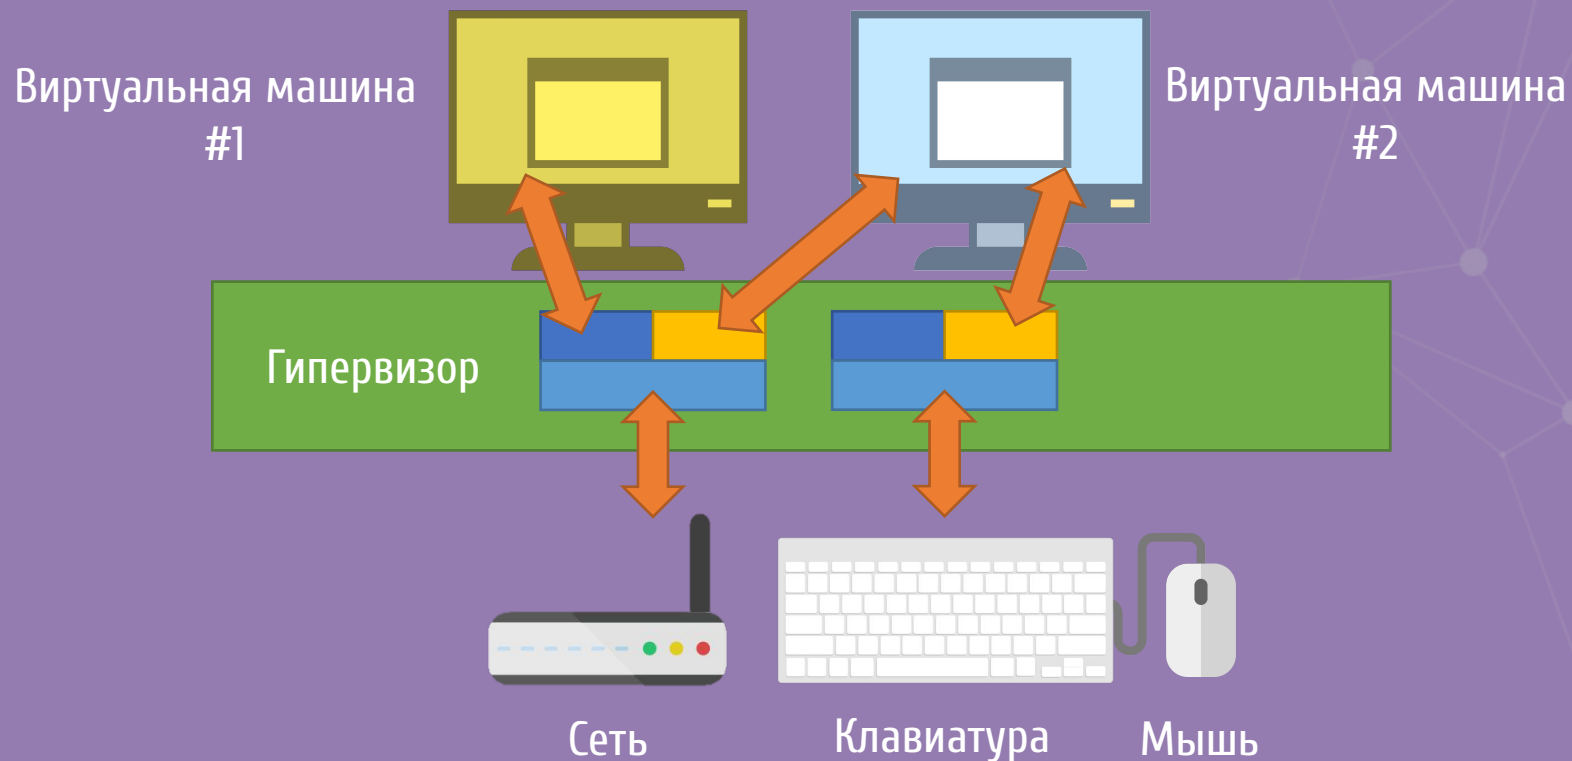 Виртуальная машина
#1
Виртуальная машина
#2
Гипервизор
Сеть
Клавиатура
Мышь